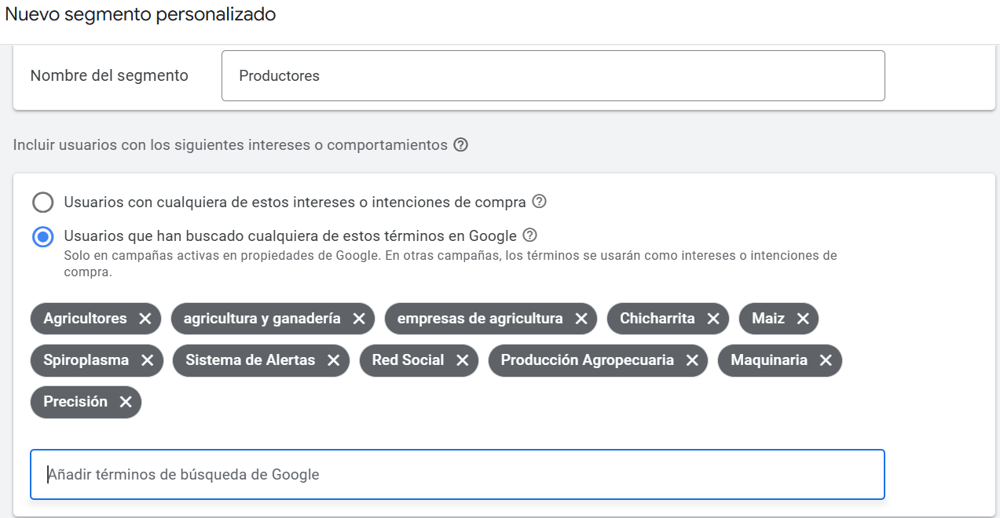 Nuevo segmento personalizado
Nombre del segmento
Productores
Incluir usuarios con los siguientes intereses o comportamientos
Usuarios con cualquiera de estos intereses o intenciones de compra
Usuarios que han buscado cualquiera de estos términos en Google
Solo en campañas activas en propiedades de Google. En otras campañas, los términos se usarán como intereses o intenciones de
compra.
Agricultores agricultura y ganadería empresas de agricultura Chicharrita Maiz
Spiroplasma Sistema de Alertas Red Social Producción Agropecuaria Maquinaria
Precisión
Añadir términos de búsqueda de Google